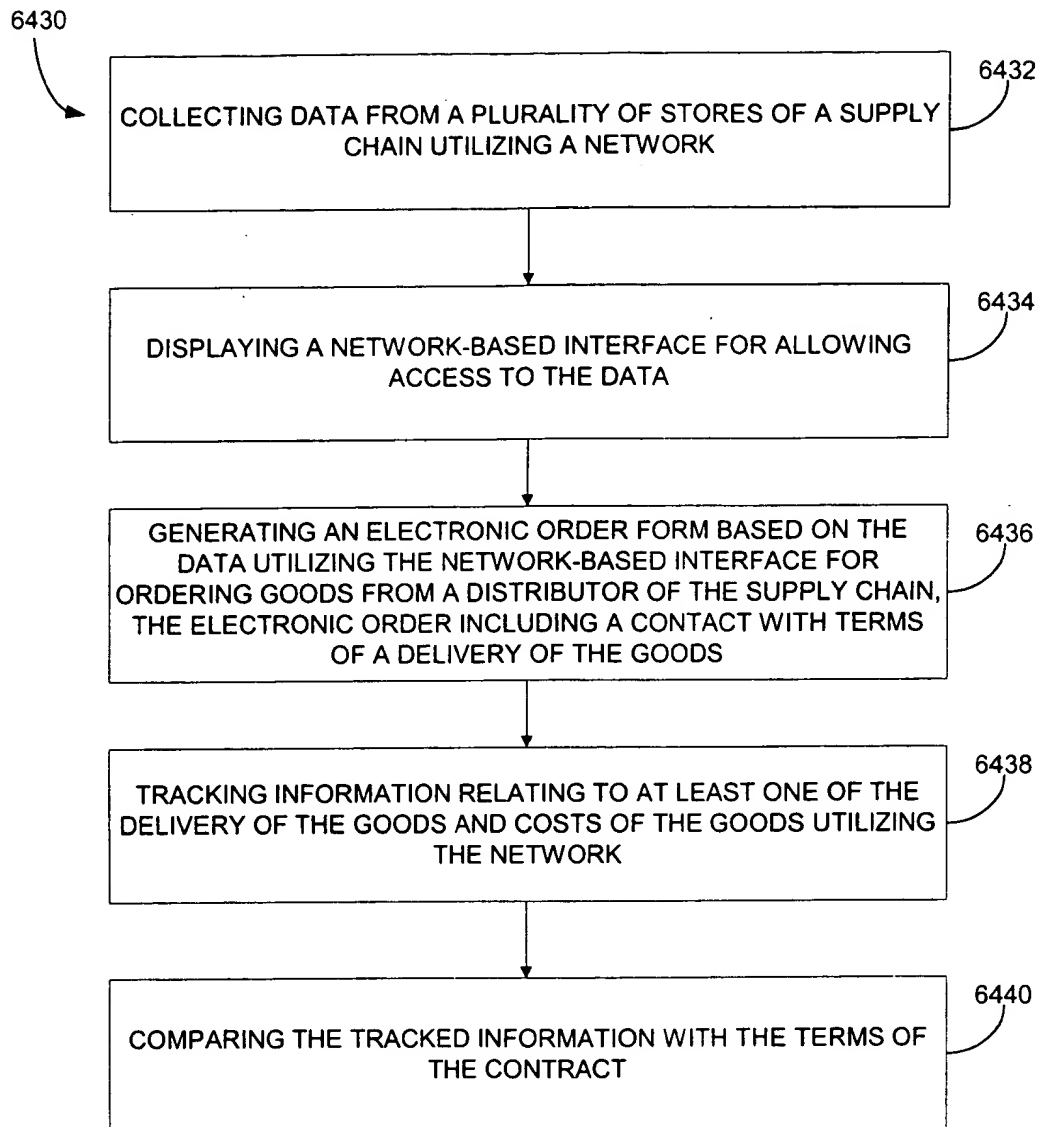 6430
6432
COLLECTING DATA FROM A PLURALITY OF STORES OF A SUPPLY
CHAIN UTILIZING A NETWORK
6434
DISPLAYING A NETWORK-BASED INTERFACE FOR ALLOWING
ACCESS TO THE DATA
6436
GENERATING AN ELECTRONIC ORDER FORM BASED ON THE
DATA UTILIZING THE NETWORK-BASED INTERFACE FOR
ORDERING GOODS FROM A DISTRIBUTOR OF THE SUPPLY CHAIN,
THE ELECTRONIC ORDER INCLUDING A CONTACT WITH TERMS
OF A DELIVERY OF THE GOODS
6438
TRACKING INFORMATION RELATING TO AT LEAST ONE OF THE
DELIVERY OF THE GOODS AND COSTS OF THE GOODS UTILIZING
THE NETWORK
6440
COMPARING THE TRACKED INFORMATION WITH THE TERMS OF
THE CONTRACT